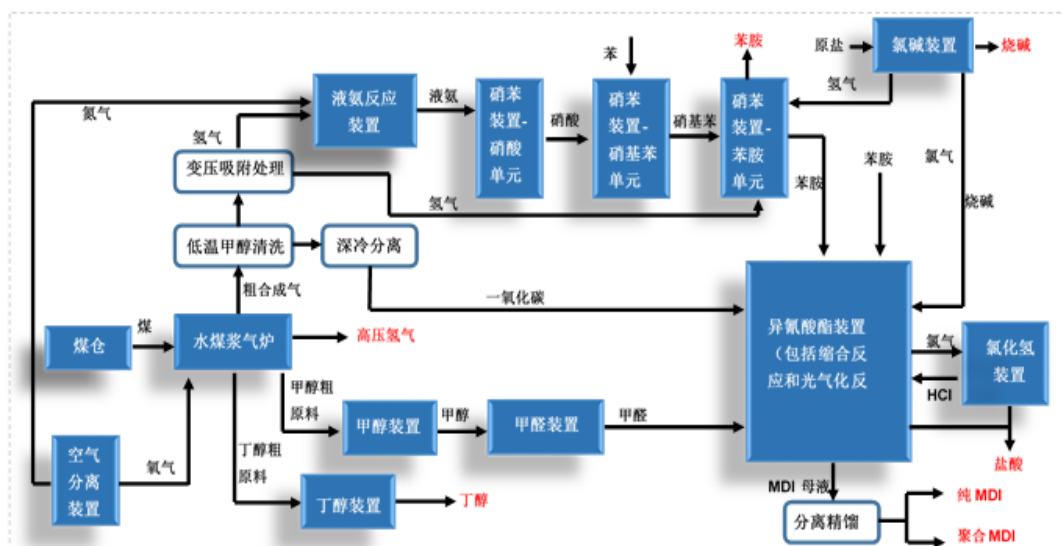 原盐
氯碱装置
烧碱
苯
苯胺
氢气
氮气
液氨反应
装置
液氨
硝苯
装置-
硝酸
单元
硝酸
硝苯
装置-
硝基苯
单元
硝基苯
硝苯
装置-
苯胺
单元
氢气
变压吸附处理
氢气
苯胺
苯胺
氯气
烧碱
低温甲醇清洗
深冷分离
粗合成气
一氧化碳
煤仓
煤
水煤浆气炉
高压氢气
异氰酸酯装置
(包括缩合反
应和光气化反
氯气
氯化氢
装置
HCl
甲醇粗
原料
甲醇装置
甲醇
甲醛装置
甲醛
空气
分离
装置
氧气
丁醇粗
原料
丁醇装置
丁醇
盐酸
MDI 母液
分离精馏
纯 MDI
聚合 MDI